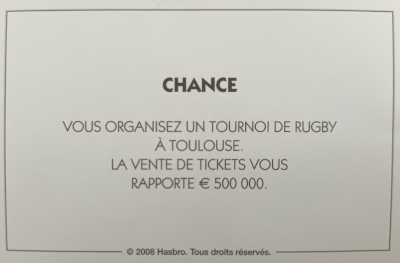 CHANCE
VOUS ORGANISEZ UN TOURNOI DE RUGBY
À TOULOUSE.
LA VENTE DE TICKETS VOUS
RAPPORTE € 500 000.
© 2008 Hasbro. Tous droits réservés.